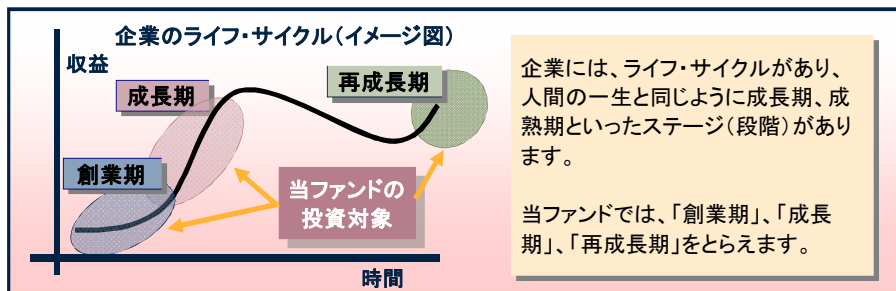 企業のライフ・サイクル(イメージ図)
収益
成長期
再成長期
創業期
当ファンドの
投資対象
時間
企業には、ライフ・サイクルがあり、
人間の一生と同じように成長期、成
熟期といったステージ(段階)があり
ます。
当ファンドでは、「創業期」、「成長
期」、「再成長期」をとらえます。